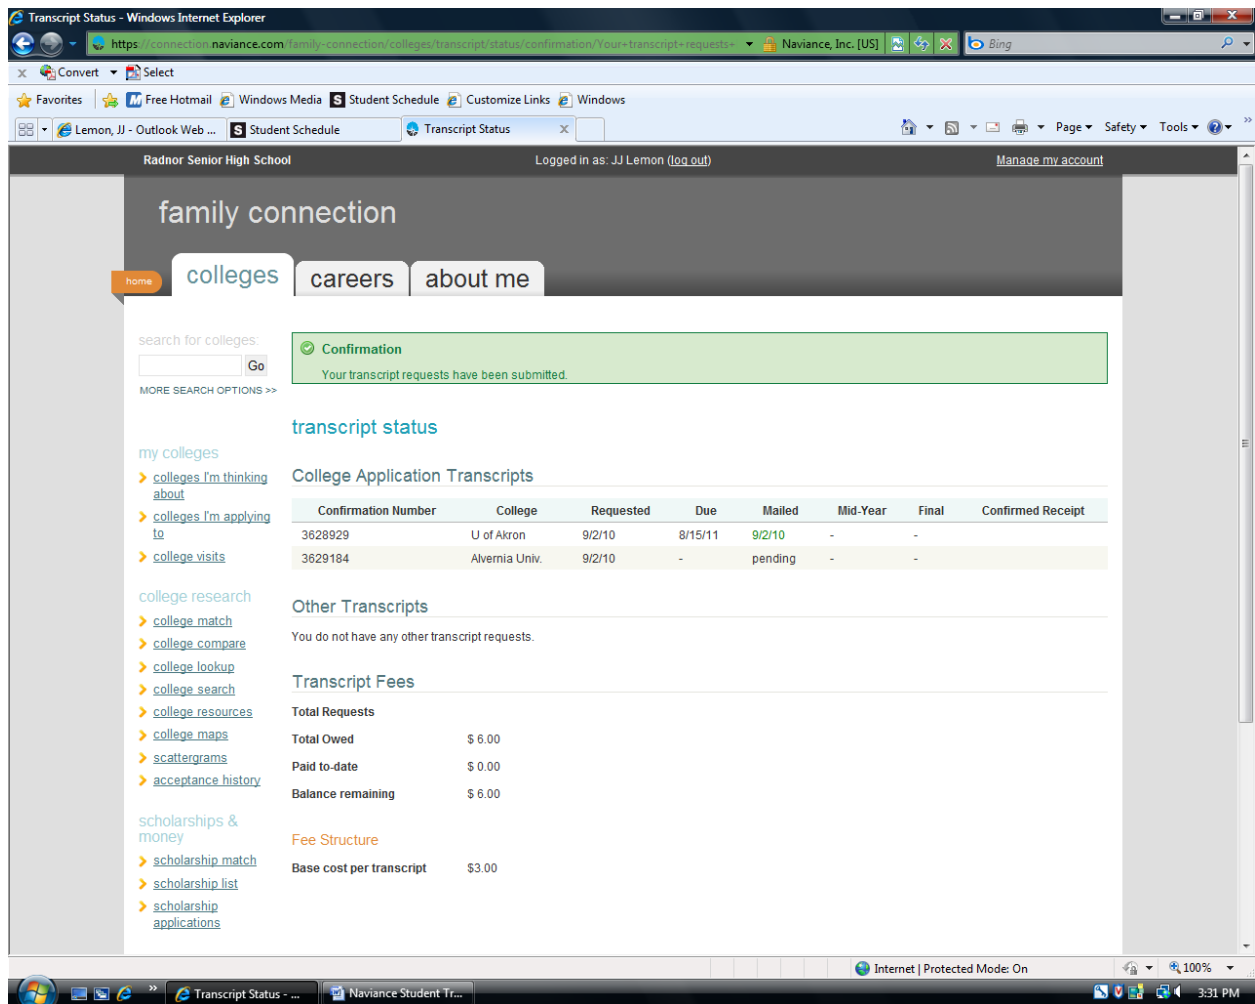 Transcript Status - Windows Internet Explorer
https://connection.naviance.com/family-connection/colleges/transcript/status/confirmation/Your+transcript+requests+ Naviance, Inc. [US] Bing
x Convert Select
Favorites Free Hotmail Windows Media S Student Schedule Customize Links Windows
Lemon, JJ - Outlook Web ... S Student Schedule Transcript Status x Page Safety Tools »
Radnor Senior High School Logged in as: JJ Lemon (log out) Manage my account
family connection
home colleges careers about me
search for colleges:
Go
MORE SEARCH OPTIONS >>
my colleges
colleges I'm thinking
about
colleges I'm applying
to
college visits
college research
college match
college compare
college lookup
college search
college resources
college maps
scattergrams
acceptance history
scholarships &
money
scholarship match
scholarship list
scholarship
applications
Confirmation
Your transcript requests have been submitted.
transcript status
College Application Transcripts
Confirmation Number College Requested Due Mailed Mid-Year Final Confirmed Receipt
3628929 U of Akron 9/2/10 8/15/11 9/2/10 - -
3629184 Alvernia Univ. 9/2/10 - pending - -
Other Transcripts
You do not have any other transcript requests.
Transcript Fees
Total Requests
Total Owed $ 6.00
Paid to-date $ 0.00
Balance remaining $ 6.00
Fee Structure
Base cost per transcript $3.00
Internet | Protected Mode: On 100%
» Transcript Status - ... Naviance Student Tr... 3:31 PM